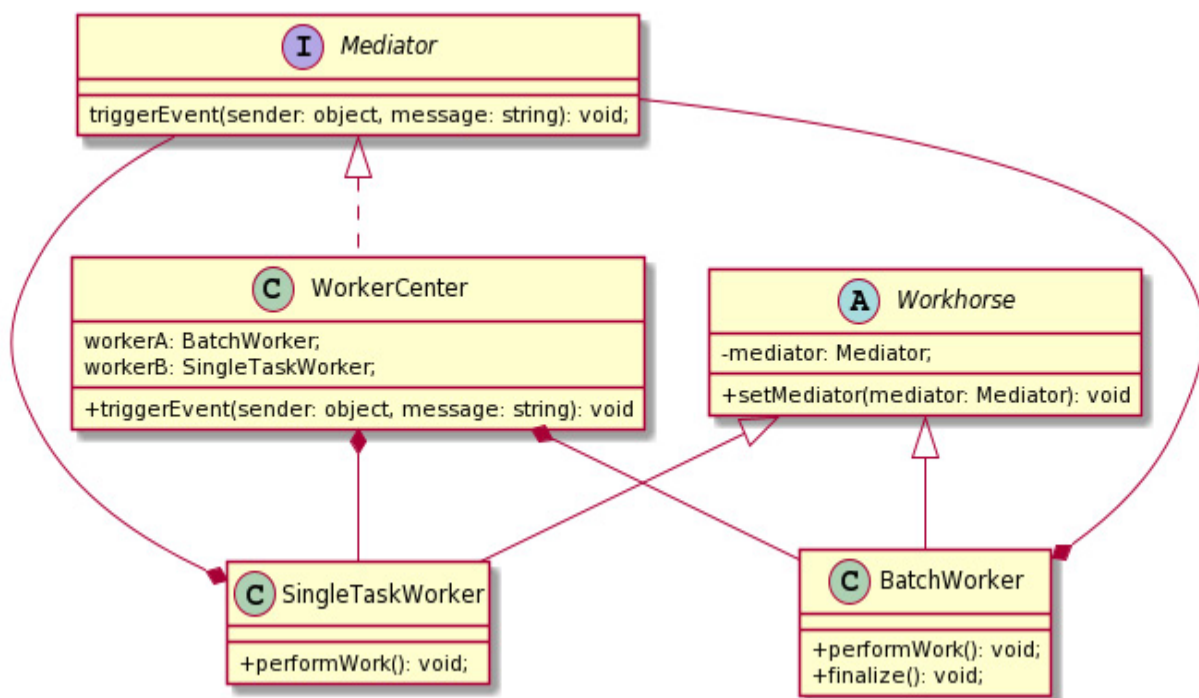 I Mediator
triggerEvent(sender: object, message: string): void;
C WorkerCenter
workerA: BatchWorker;
workerB: SingleTaskWorker;
+triggerEvent(sender: object, message: string): void
A Workhorse
-mediator: Mediator;
+setMediator(mediator: Mediator): void
C SingleTaskWorker
+performWork(): void;
C BatchWorker
+performWork(): void;
+finalize(): void;